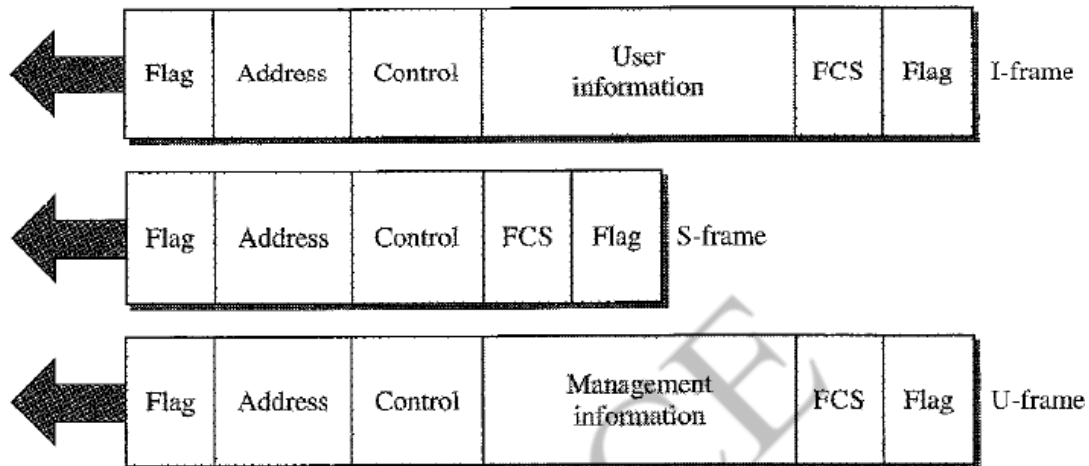 Flag Address Control User information FCS Flag I-frame
Flag Address Control FCS Flag S-frame
Flag Address Control Management information FCS Flag U-frame
CE